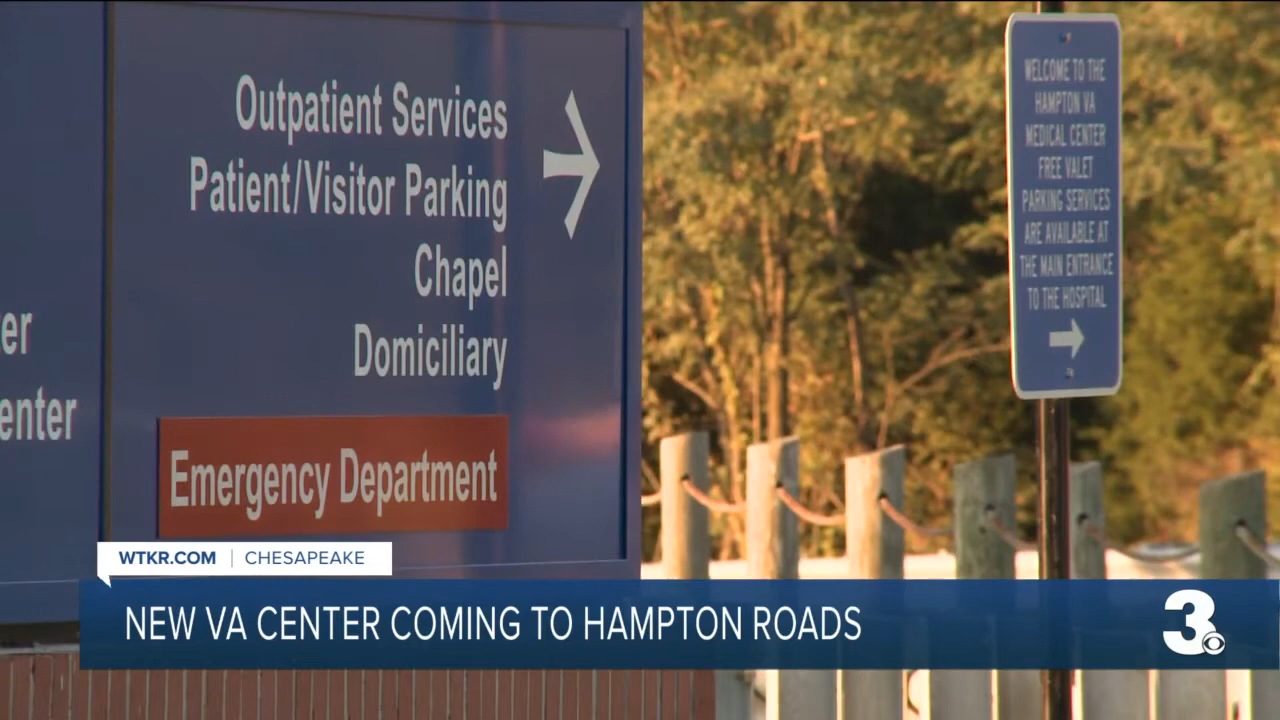 Outpatient Services
Patient/Visitor Parking
Chapel
Domiciliary
Emergency Department
er
enter
WELCOME TO THE
HAMPTON VA
MEDICAL CENTER
FREE VALET
PARKING SERVICES
ARE AVAILABLE AT
THE MAIN ENTRANCE
TO THE HOSPITAL
WTKR.COM | CHESAPEAKE
NEW VA CENTER COMING TO HAMPTON ROADS
3